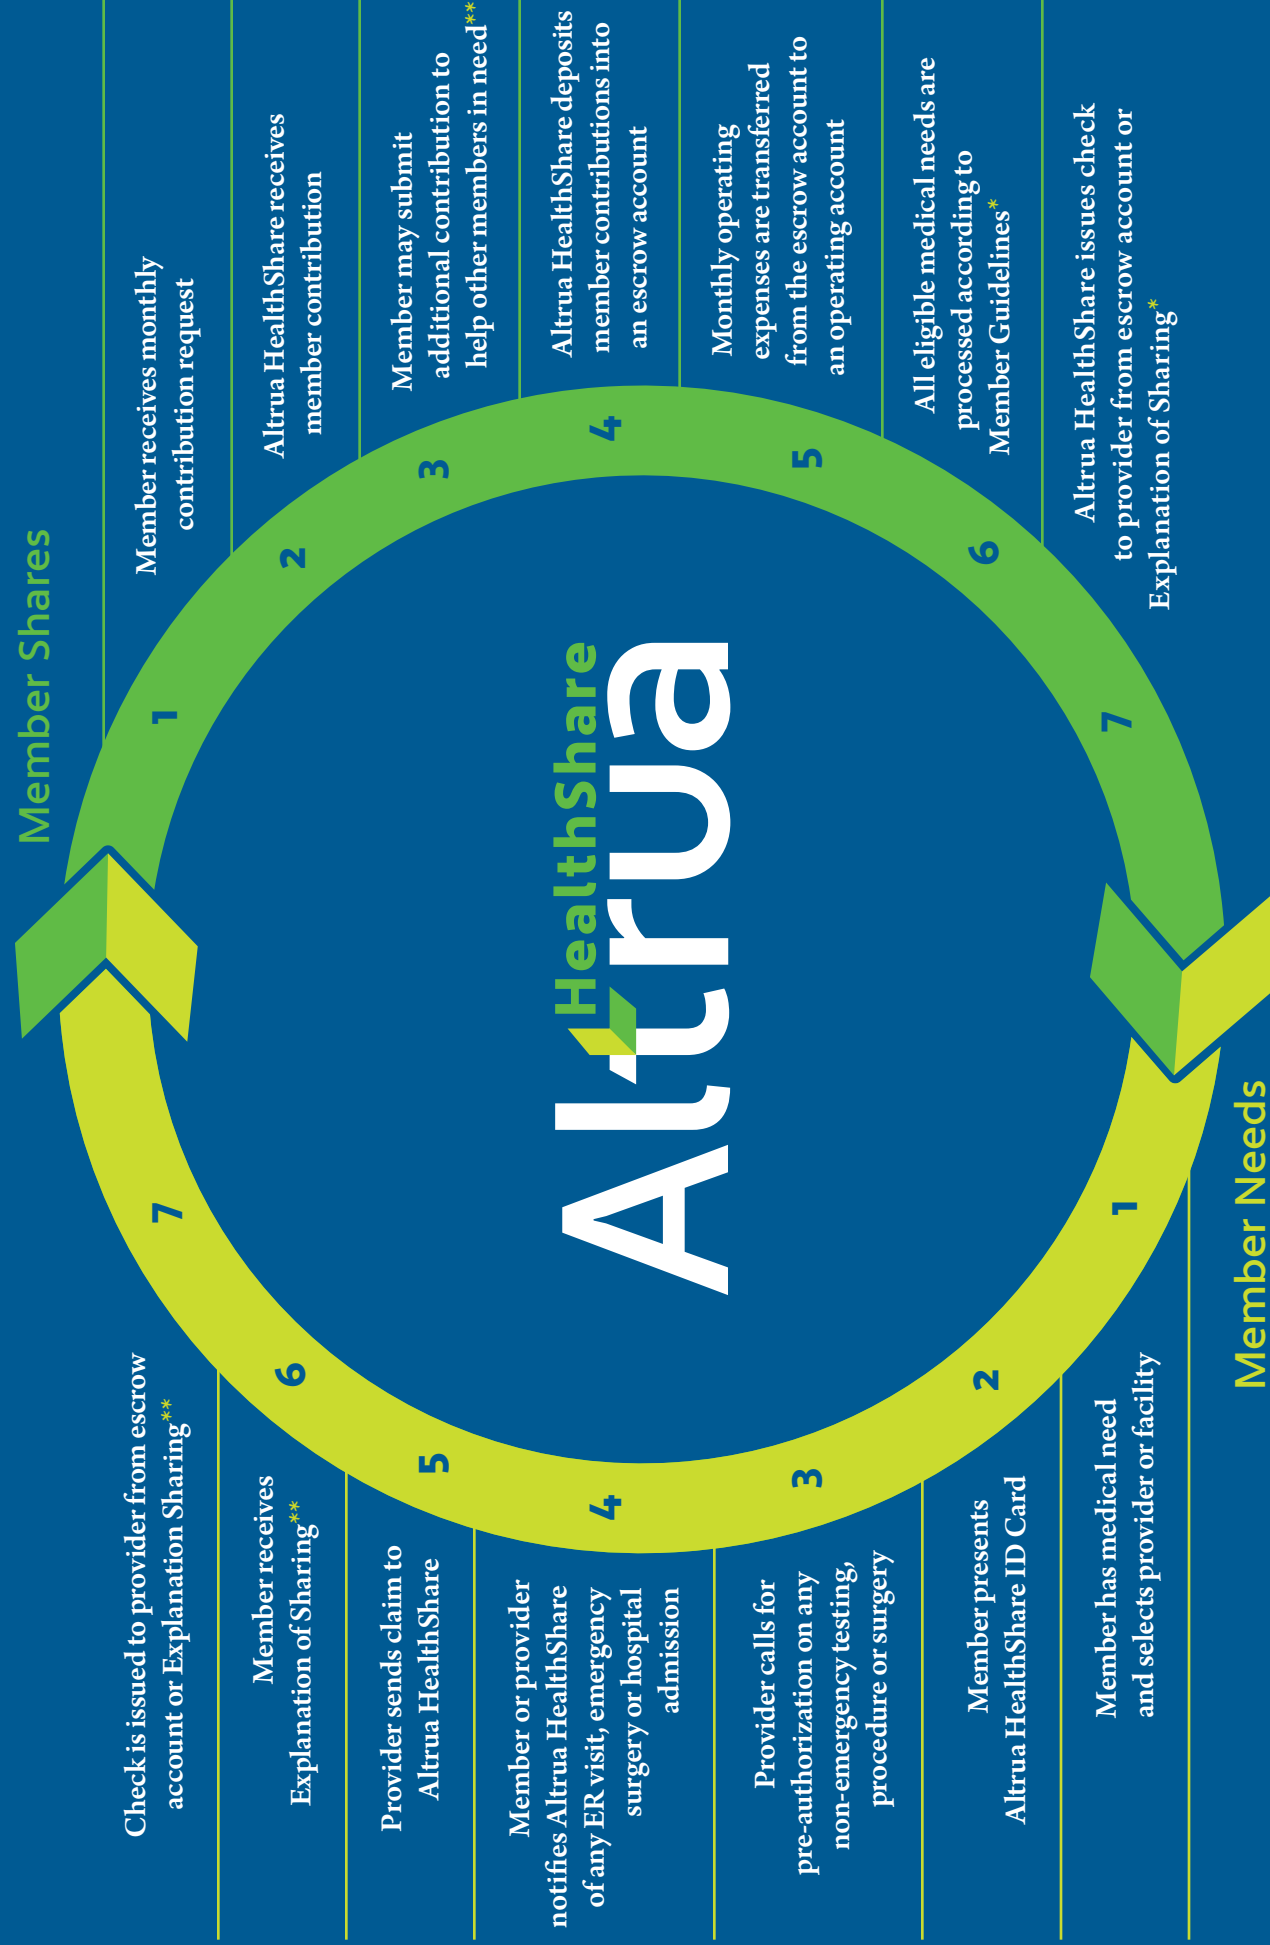 Member Shares
1
Member receives monthly
contribution request
2
Altrua HealthShare receives
member contribution
3
Member may submit
additional contribution to
help other members in need**
4
Altrua HealthShare deposits
member contributions into
an escrow account
5
Monthly operating
expenses are transferred
from the escrow account to
an operating account
6
All eligible medical needs are
processed according to
Member Guidelines*
7
Altrua HealthShare issues check
to provider from escrow account or
Explanation of Sharing*
HealthShare
Altrua
Member Needs
1
Member has medical need
and selects provider or facility
2
Member presents
Altrua HealthShare ID Card
3
Provider calls for
pre-authorization on any
non-emergency testing,
procedure or surgery
4
Member or provider
notifies Altrua HealthShare
of any ER visit, emergency
surgery or hospital
admission
5
Provider sends claim to
Altrua HealthShare
6
Member receives
Explanation of Sharing**
7
Check is issued to provider from escrow
account or Explanation Sharing**